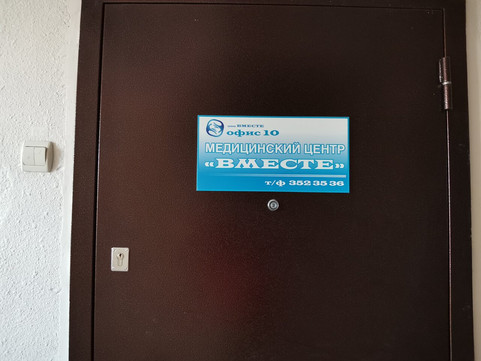 ВМЕСТЕ
офис 10
МЕДИЦИНСКИЙ ЦЕНТР
«ВМЕСТЕ»
т/ф 352 35 36